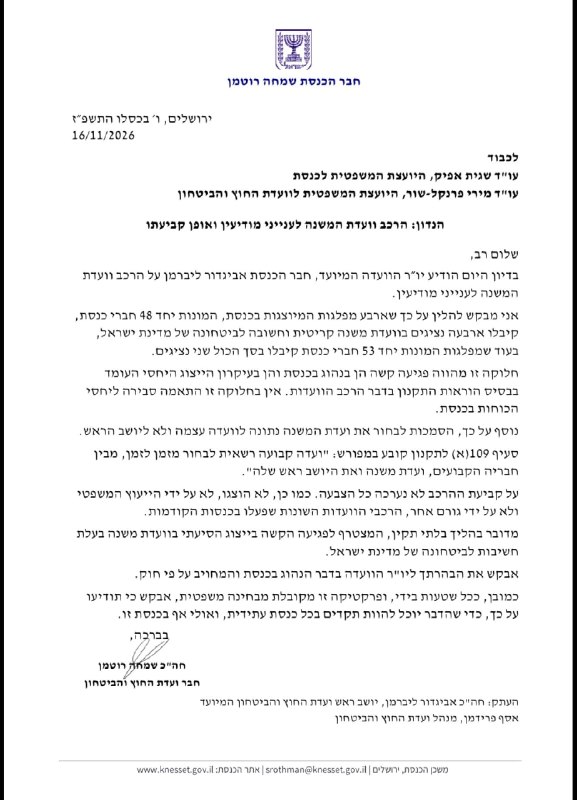 חבר הכנסת שמחה רוטמן
ירושלים, ו׳ בכסלו התשפ״ז
16/11/2026
לכבוד
עו״ד שגית אפיק, היועצת המשפטית לכנסת
עו״ד מירי פרנקל-שור, היועצת המשפטית לוועדת החוץ והביטחון
הנדון: הרכב וועדת המשנה לענייני מודיעין ואופן קביעתו
שלום רב,
בדיון היום הודיע יו״ר הוועדה המיועד, חבר הכנסת אביגדור ליברמן על הרכב וועדת
המשנה לענייני מודיעין.
אני מבקש להלין על כך שארבע מפלגות המיוצגות בכנסת, המונות יחד 48 חברי כנסת,
קיבלו ארבעה נציגים בוועדת משנה קריטית וחשובה לביטחונה של מדינת ישראל,
בעוד שמפלגות המונות יחד 53 חברי כנסת קיבלו בסך הכול שני נציגים.
חלוקה זו מהווה פגיעה קשה הן בנהוג בכנסת והן בעיקרון הייצוג היחסי העומד
בבסיס הוראות התקנון בדבר הרכב הוועדות. אין בחלוקה זו התאמה סבירה ליחסי
הכוחות בכנסת.
נוסף על כך, הסמכות לבחור את ועדת המשנה נתונה לוועדה עצמה ולא ליושב הראש.
סעיף 109(א) לתקנון קובע במפורש: "ועדה קבועה רשאית לבחור מזמן לזמן, מבין
חבריה הקבועים, ועדת משנה ואת היושב ראש שלה".
על קביעת ההרכב לא נערכה כל הצבעה. כמו כן, לא הוצגו, לא על ידי הייעוץ המשפטי
ולא על ידי גורם אחר, הרכבי הוועדות השונות שפעלו בכנסות הקודמות.
מדובר בהליך בלתי תקין, המצטרף לפגיעה הקשה בייצוג הסיעתי בוועדת משנה בעלת
חשיבות לביטחונה של מדינת ישראל.
אבקש את הבהרתך ליו״ר הוועדה בדבר הנהוג בכנסת והמחויב על פי חוק.
כמובן, ככל שטעות בידי, ופרקטיקה זו מקובלת מבחינה משפטית, אבקש כי תודיעו
על כך, כדי שהדבר יוכל להוות תקדים בכל כנסת עתידית, ואולי אף בכנסת זו.
בברכה,
חה״כ שמחה רוטמן
חבר ועדת החוץ והביטחון
העתק: חה״כ אביגדור ליברמן, יושב ראש ועדת החוץ והביטחון המיועד
אסף פרידמן, מנהל ועדת החוץ והביטחון
משכן הכנסת, ירושלים | srothman@knesset.gov.il | אתר הכנסת: www.knesset.gov.il